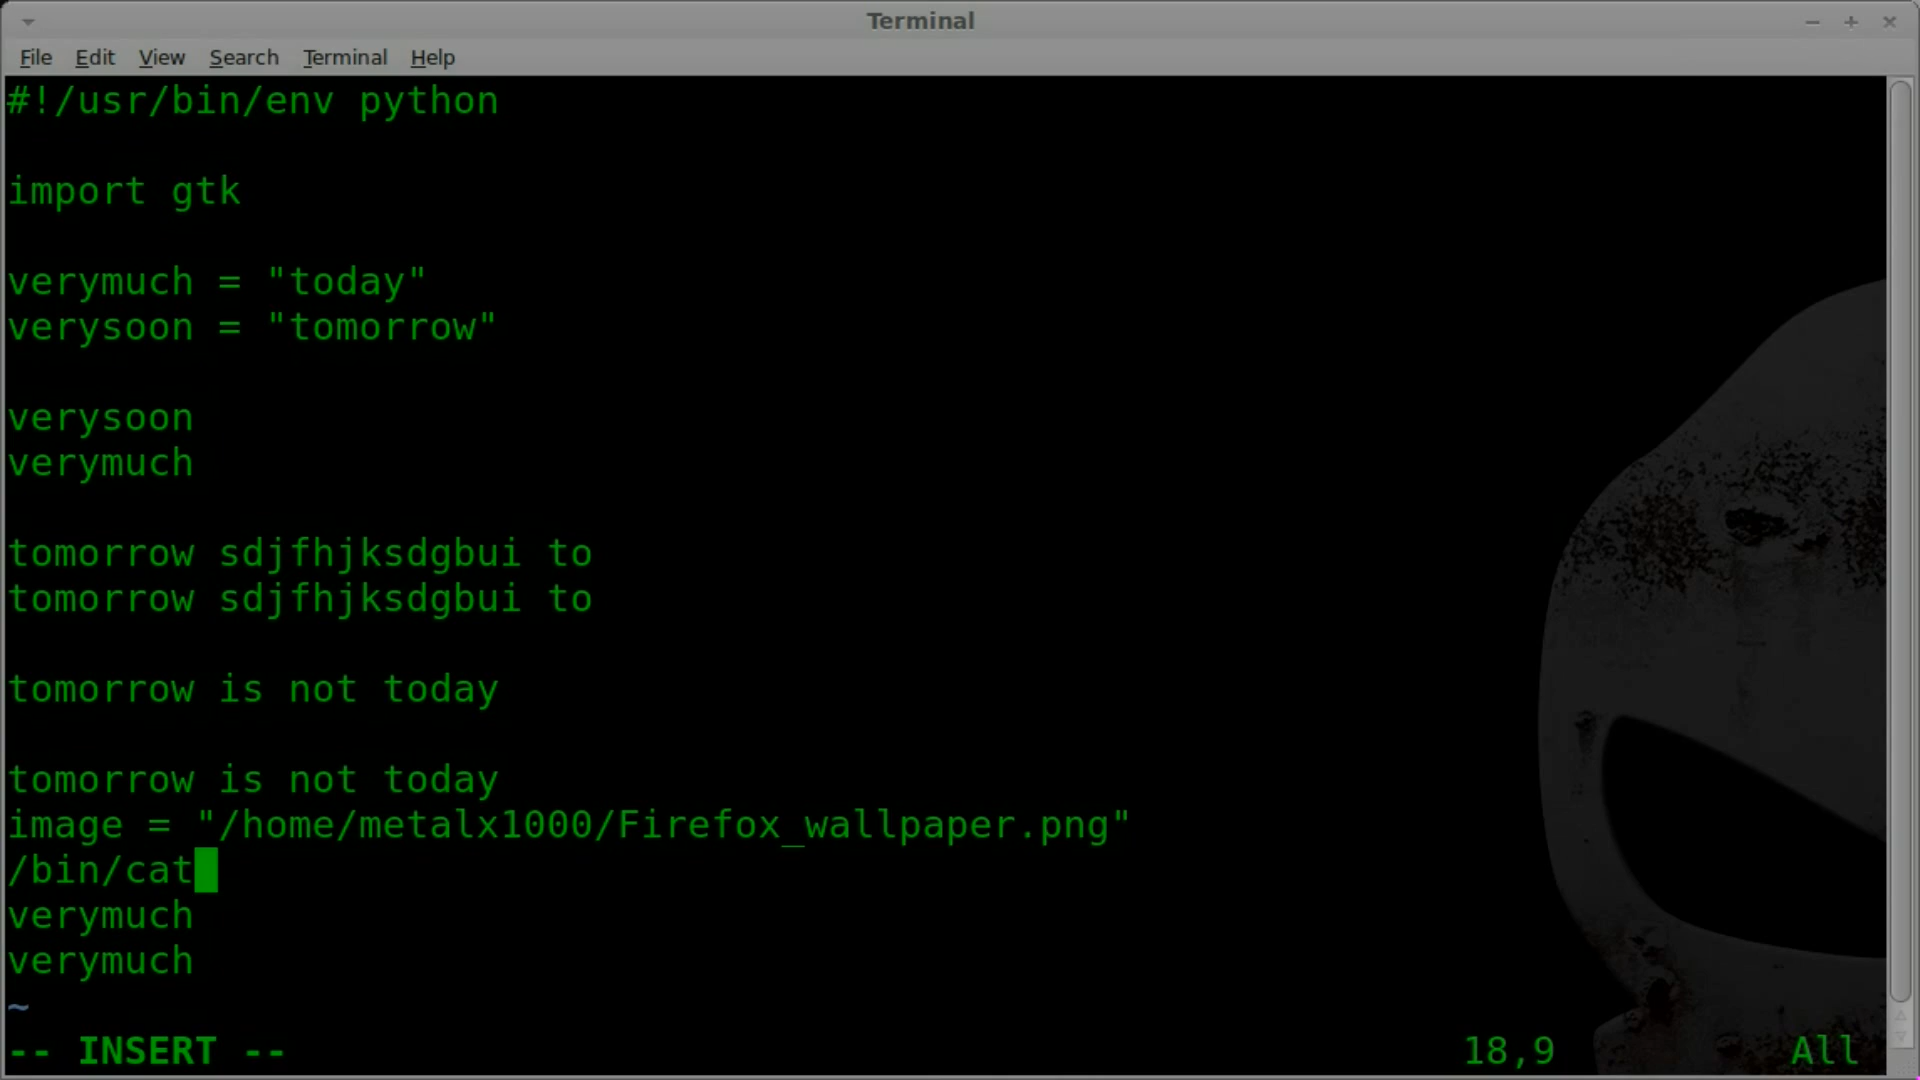 Terminal
File Edit View Search Terminal Help
#!/usr/bin/env python
import gtk
verymuch = "today"
verysoon = "tomorrow"
verysoon
verymuch
tomorrow sdjfhjksdgbui to
tomorrow sdjfhjksdgbui to
tomorrow is not today
tomorrow is not today
image = "/home/metalx1000/Firefox_wallpaper.png"
/bin/cat
verymuch
verymuch
~
-- INSERT -- 18,9 All